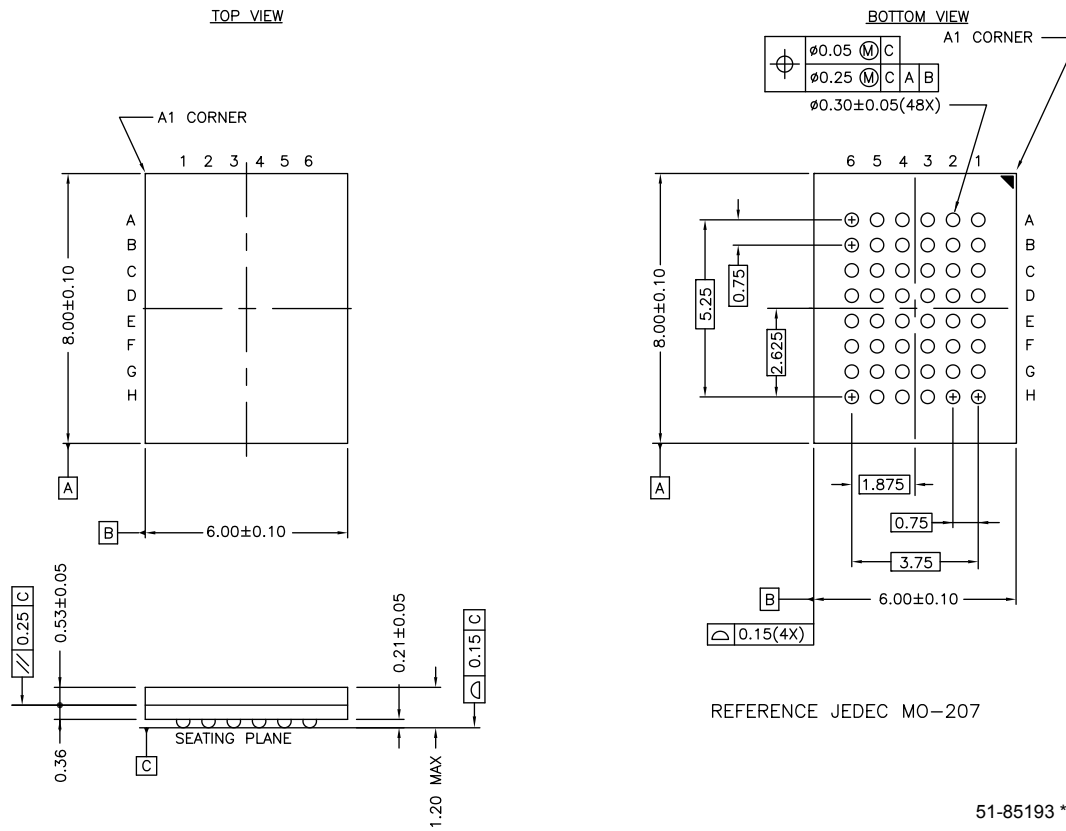 TOP VIEW
A1 CORNER
1 2 3 4 5 6
A
B
C
D
E
F
G
H
8.00±0.10
A
B
6.00±0.10
// 0.25 C
0.53±0.05
0.36
0.21±0.05
0.15 C
1.20 MAX
SEATING PLANE
C
BOTTOM VIEW
A1 CORNER
ø0.05 Ⓜ C
ø0.25 Ⓜ C A B
ø0.30±0.05(48X)
6 5 4 3 2 1
A
B
C
D
E
F
G
H
8.00±0.10
5.25
0.75
2.625
A
1.875
0.75
3.75
B
6.00±0.10
0.15(4X)
REFERENCE JEDEC MO-207
51-85193 *